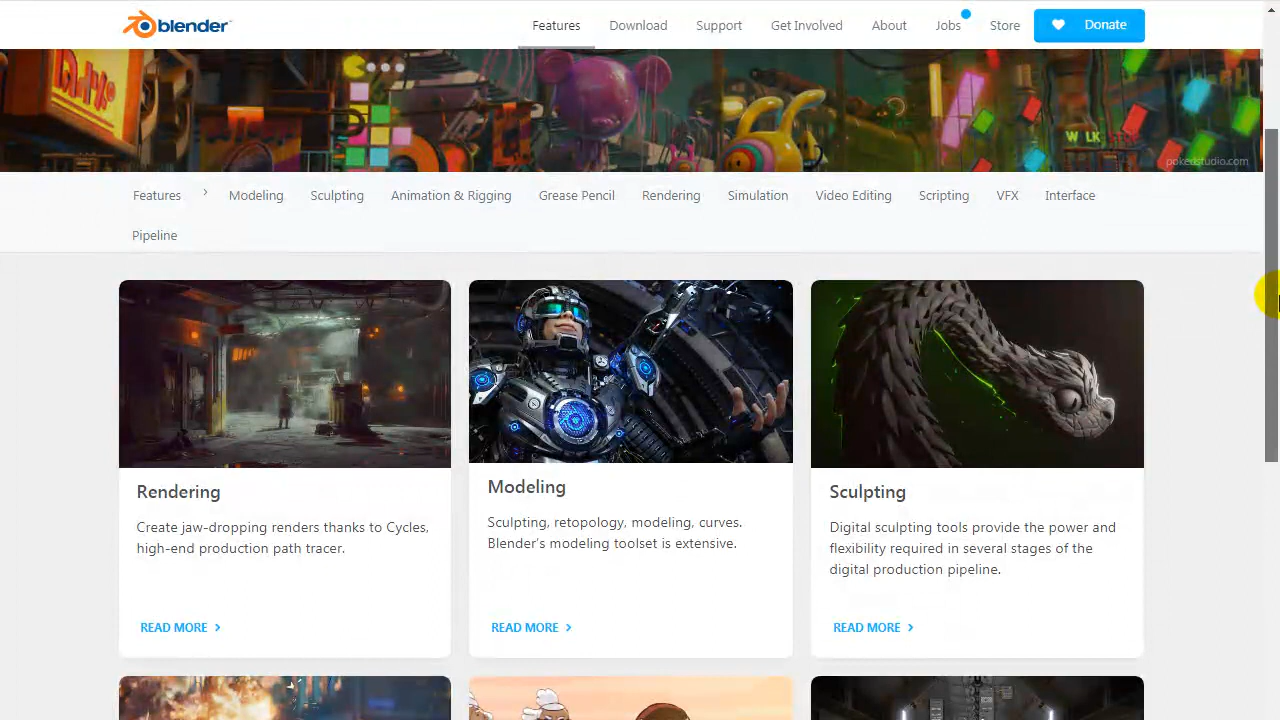 blender
Features Download Support Get Involved About Jobs Store Donate
pokedstudio.com
Features > Modeling Sculpting Animation & Rigging Grease Pencil Rendering Simulation Video Editing Scripting VFX Interface
Pipeline
Rendering
Create jaw-dropping renders thanks to Cycles,
high-end production path tracer.
READ MORE >
Modeling
Sculpting, retopology, modeling, curves.
Blender's modeling toolset is extensive.
READ MORE >
Sculpting
Digital sculpting tools provide the power and
flexibility required in several stages of the
digital production pipeline.
READ MORE >